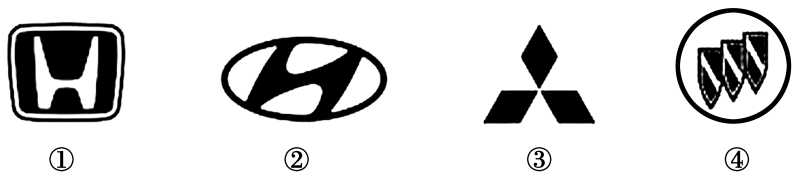 ① ② ③ ④